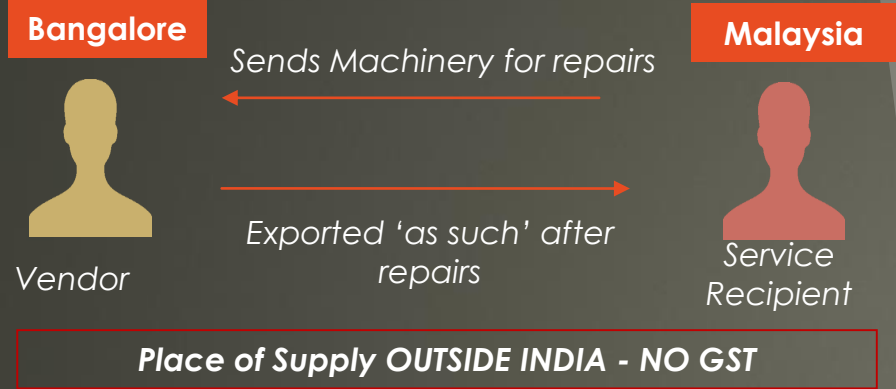 Bangalore
Malaysia
Sends Machinery for repairs
Exported ‘as such’ after
repairs
Vendor
Service
Recipient
Place of Supply OUTSIDE INDIA - NO GST